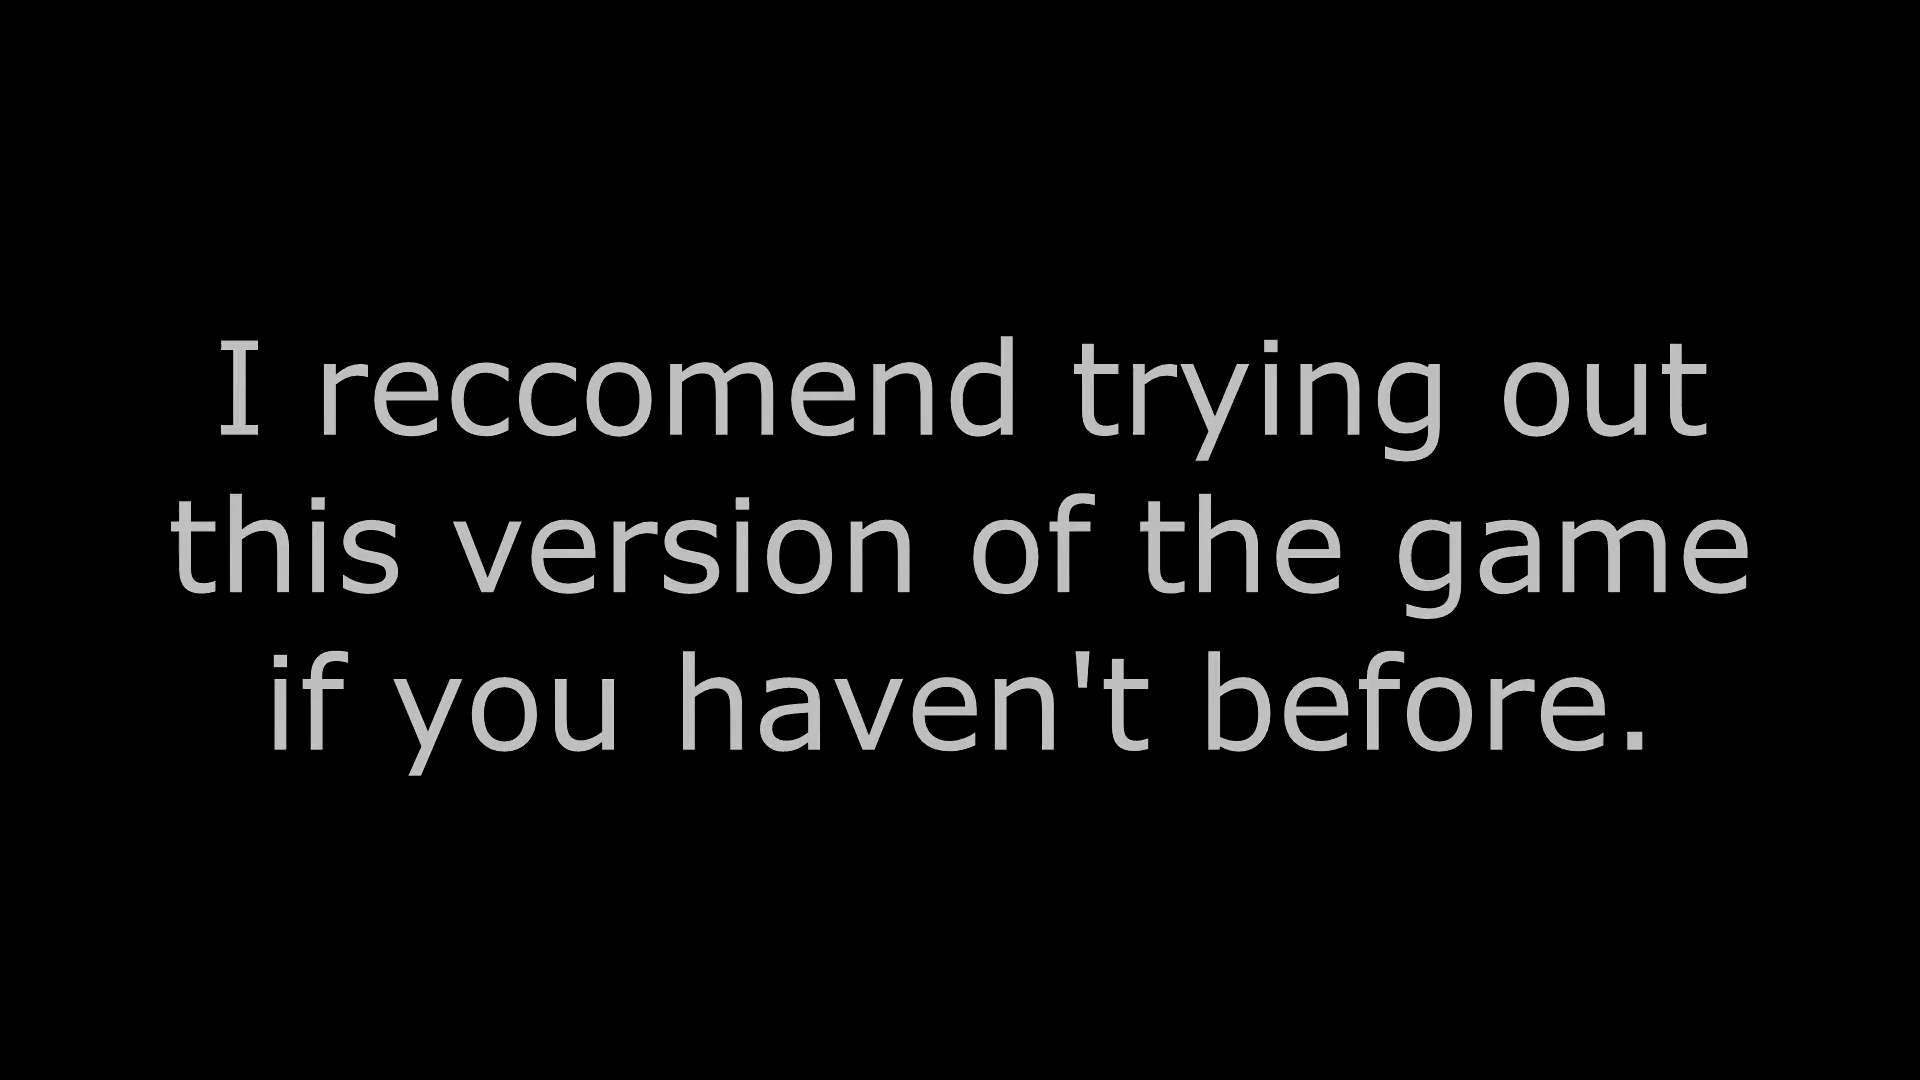 I reccomend trying out
this version of the game
if you haven't before.